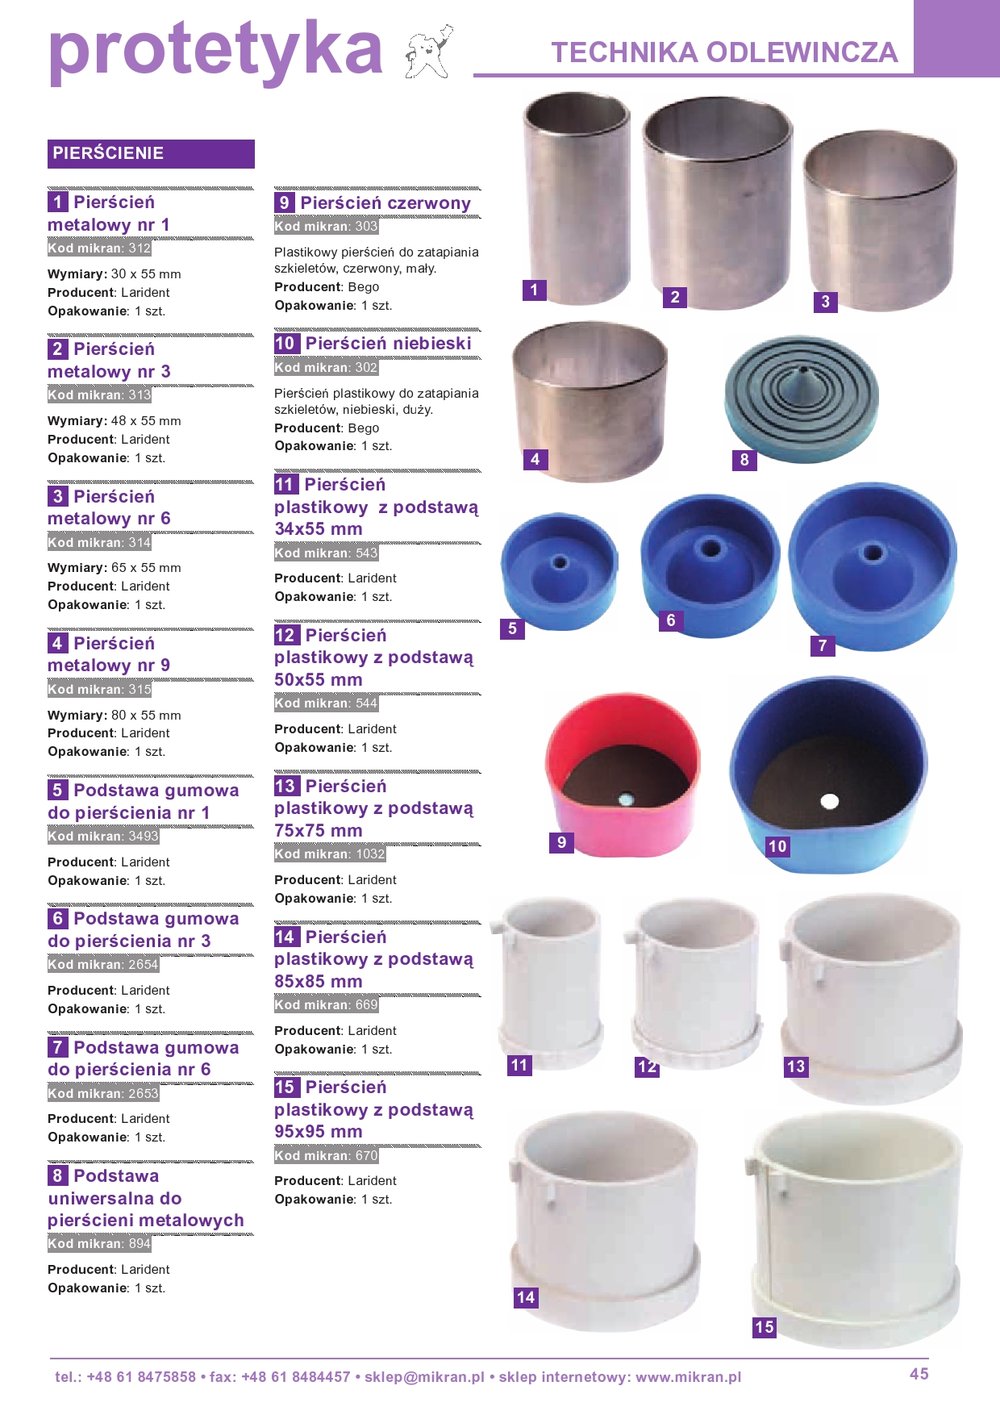 protetyka
TECHNIKA ODLEWINCZA
PIERŚCIENIE
1 Pierścień
metalowy nr 1
Kod mikran: 312
Wymiary: 30 x 55 mm
Producent: Larident
Opakowanie: 1 szt.
2 Pierścień
metalowy nr 3
Kod mikran: 313
Wymiary: 48 x 55 mm
Producent: Larident
Opakowanie: 1 szt.
3 Pierścień
metalowy nr 6
Kod mikran: 314
Wymiary: 65 x 55 mm
Producent: Larident
Opakowanie: 1 szt.
4 Pierścień
metalowy nr 9
Kod mikran: 315
Wymiary: 80 x 55 mm
Producent: Larident
Opakowanie: 1 szt.
5 Podstawa gumowa
do pierścienia nr 1
Kod mikran: 3493
Producent: Larident
Opakowanie: 1 szt.
6 Podstawa gumowa
do pierścienia nr 3
Kod mikran: 2654
Producent: Larident
Opakowanie: 1 szt.
7 Podstawa gumowa
do pierścienia nr 6
Kod mikran: 2653
Producent: Larident
Opakowanie: 1 szt.
8 Podstawa
uniwersalna do
pierścieni metalowych
Kod mikran: 894
Producent: Larident
Opakowanie: 1 szt.
9 Pierścień czerwony
Kod mikran: 303
Plastikowy pierścień do zatapiania
szkieletów, czerwony, mały.
Producent: Bego
Opakowanie: 1 szt.
10 Pierścień niebieski
Kod mikran: 302
Pierścień plastikowy do zatapiania
szkieletów, niebieski, duży.
Producent: Bego
Opakowanie: 1 szt.
11 Pierścień
plastikowy z podstawą
34x55 mm
Kod mikran: 543
Producent: Larident
Opakowanie: 1 szt.
12 Pierścień
plastikowy z podstawą
50x55 mm
Kod mikran: 544
Producent: Larident
Opakowanie: 1 szt.
13 Pierścień
plastikowy z podstawą
75x75 mm
Kod mikran: 1032
Producent: Larident
Opakowanie: 1 szt.
14 Pierścień
plastikowy z podstawą
85x85 mm
Kod mikran: 669
Producent: Larident
Opakowanie: 1 szt.
15 Pierścień
plastikowy z podstawą
95x95 mm
Kod mikran: 670
Producent: Larident
Opakowanie: 1 szt.
1
2
3
4
8
5
6
7
9
10
11
12
13
14
15
tel.: +48 61 8475858 • fax: +48 61 8484457 • sklep@mikran.pl • sklep internetowy: www.mikran.pl
45